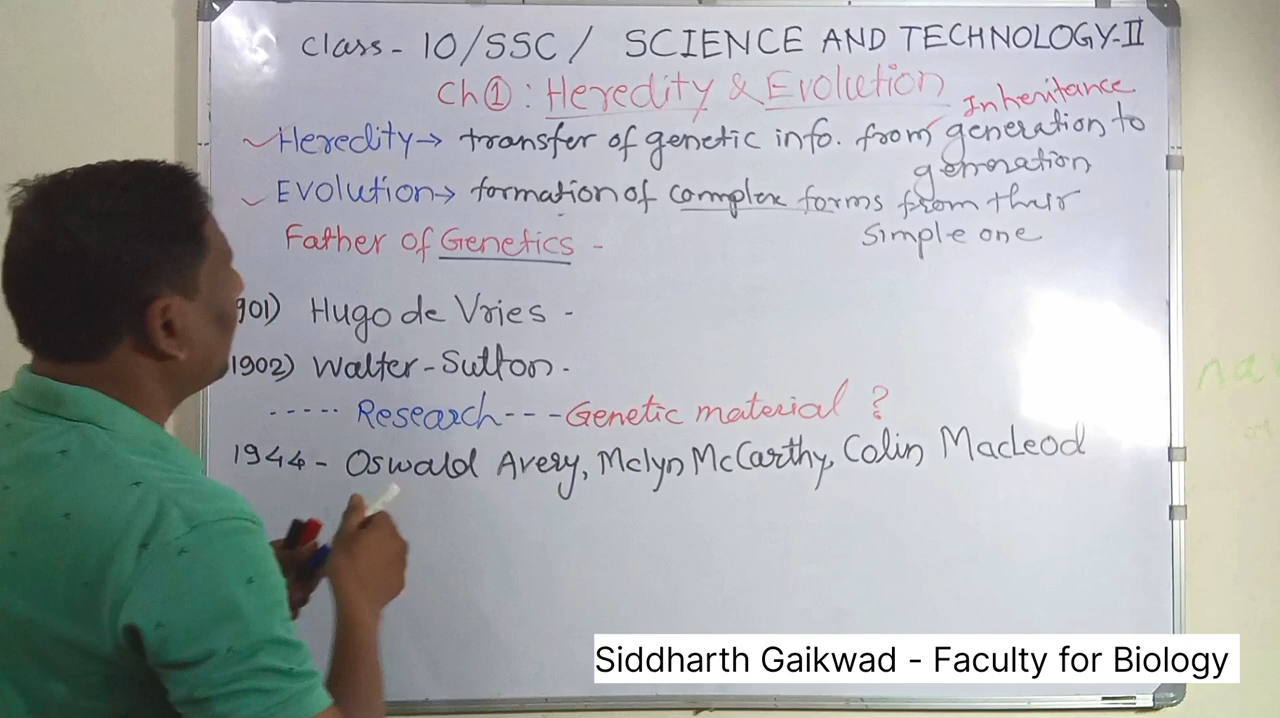 Class - 10/SSC/ SCIENCE AND TECHNOLOGY-II
Ch ①: Heredity & Evolution
Inheritance
Heredity → transfer of genetic info. from generation to
generation
Evolution → formation of complex forms from their
simple one
Father of Genetics -
901) Hugo de Vries -
1902) Walter-Sutton -
----- Research --- Genetic material ?
1944 - Oswald Avery, Mclyn McCarthy, Colin MacLeod
Siddharth Gaikwad - Faculty for Biology